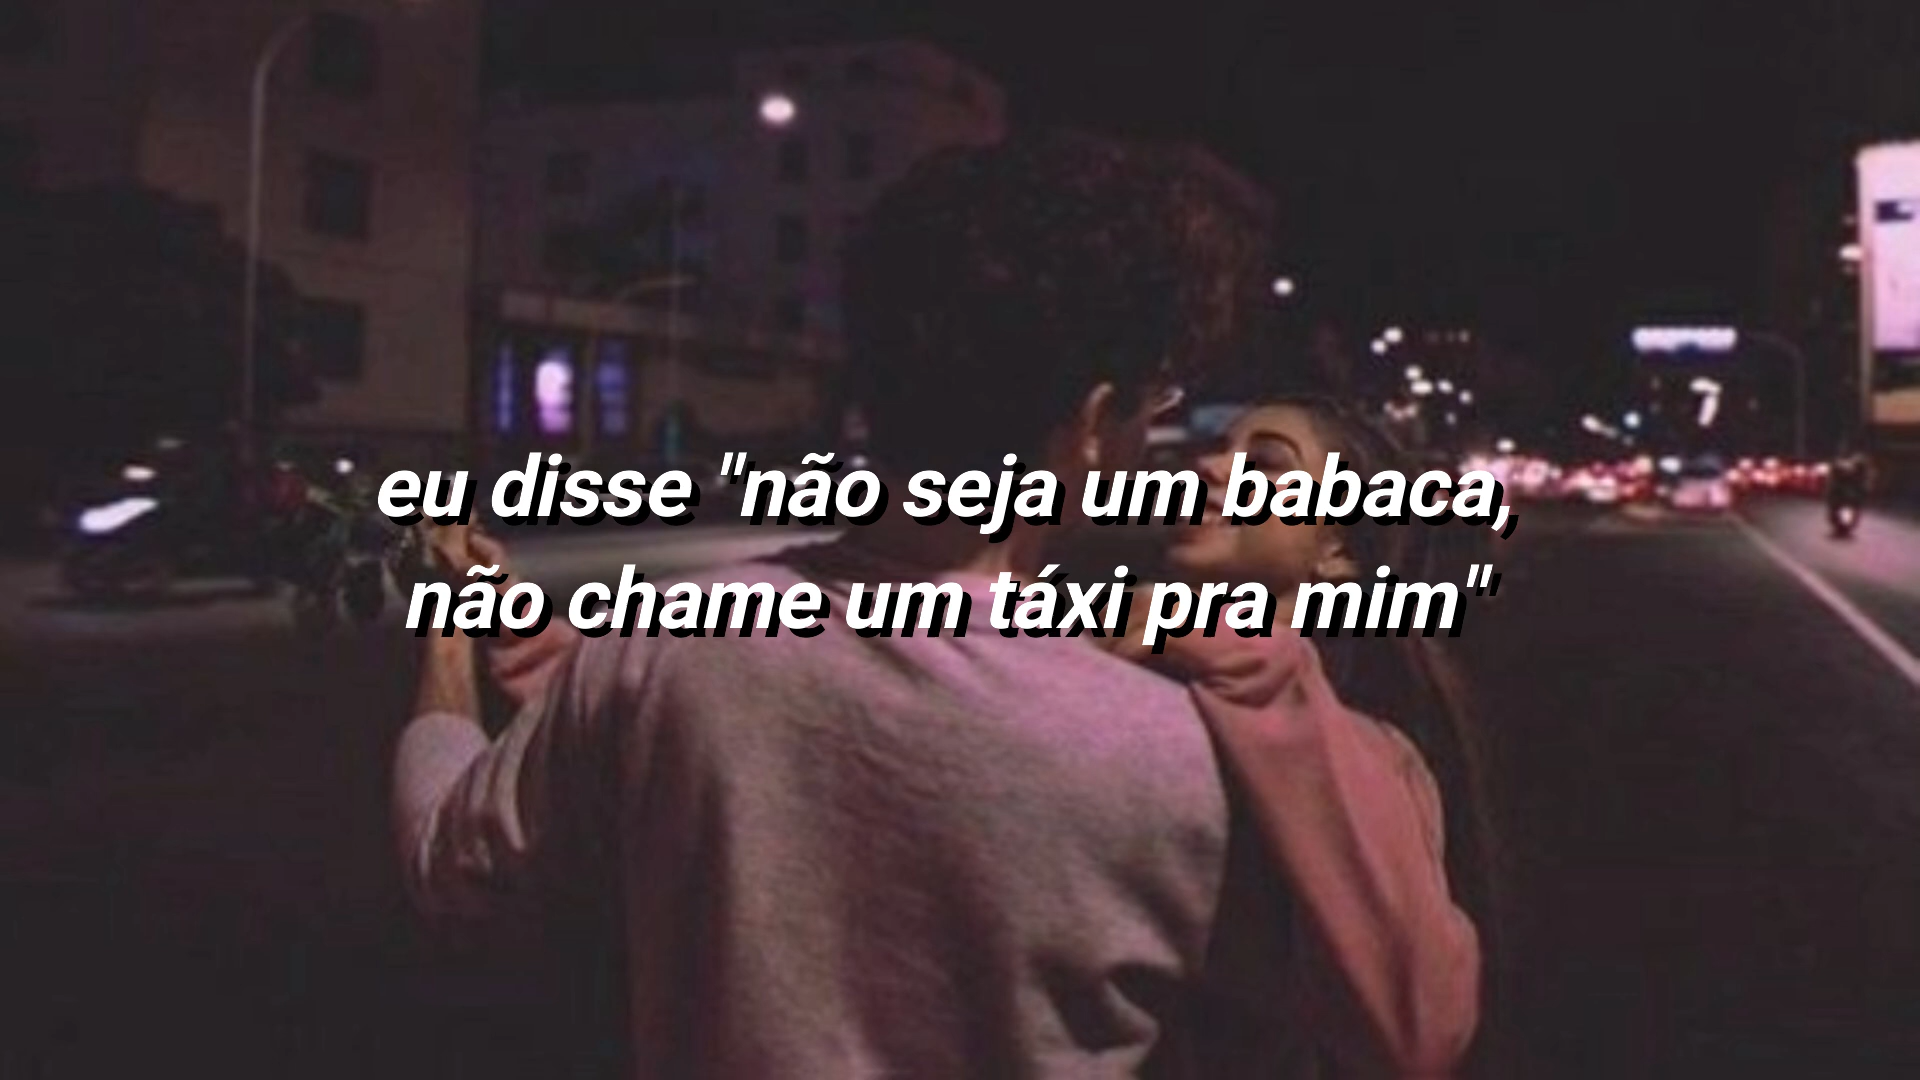 eu disse "não seja um babaca,
não chame um táxi pra mim"